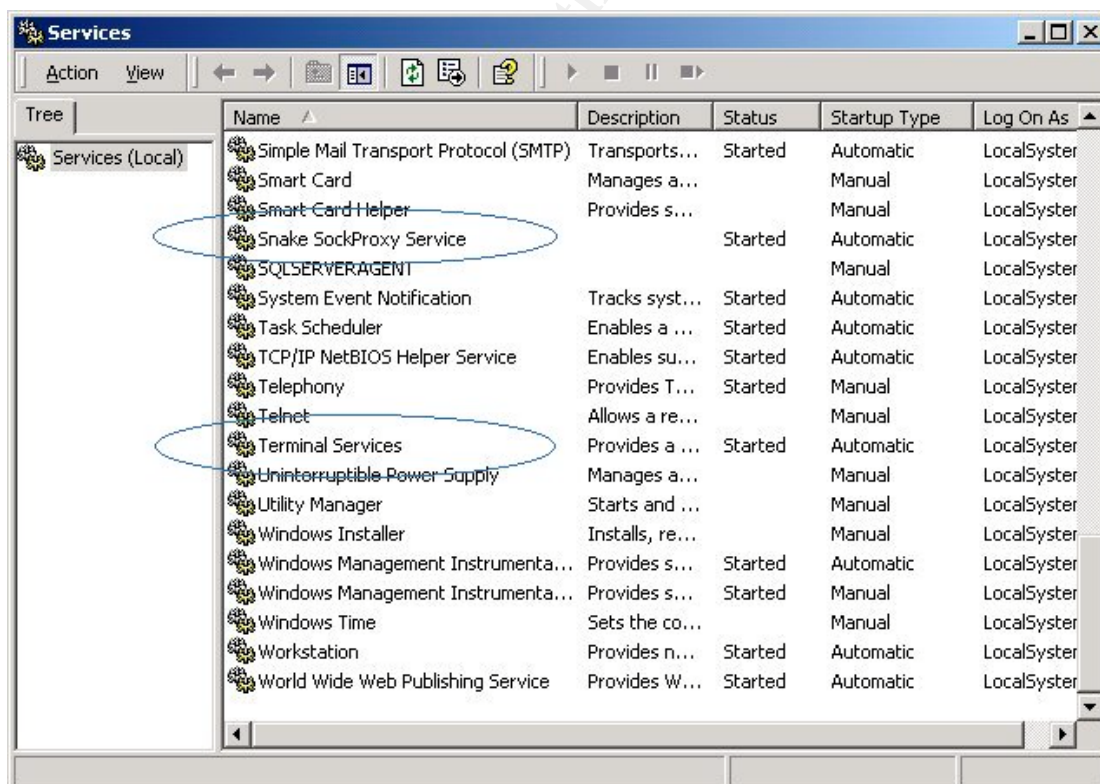 Services
Action View
Tree
Name Description Status Startup Type Log On As
Services (Local)
Simple Mail Transport Protocol (SMTP) Transports... Started Automatic LocalSyster
Smart Card Manages a... Manual LocalSyster
Smart Card Helper Provides s... Manual LocalSyster
Snake SockProxy Service Started Automatic LocalSyster
SQLSERVERAGENT Manual LocalSyster
System Event Notification Tracks syst... Started Automatic LocalSyster
Task Scheduler Enables a ... Started Automatic LocalSyster
TCP/IP NetBIOS Helper Service Enables su... Started Automatic LocalSyster
Telephony Provides T... Started Manual LocalSyster
Telnet Allows a re... Manual LocalSyster
Terminal Services Provides a ... Started Automatic LocalSyster
Uninterruptible Power Supply Manages a... Manual LocalSyster
Utility Manager Starts and ... Manual LocalSyster
Windows Installer Installs, re... Manual LocalSyster
Windows Management Instrumenta... Provides s... Started Automatic LocalSyster
Windows Management Instrumenta... Provides s... Started Manual LocalSyster
Windows Time Sets the co... Manual LocalSyster
Workstation Provides n... Started Automatic LocalSyster
World Wide Web Publishing Service Provides W... Started Automatic LocalSyster